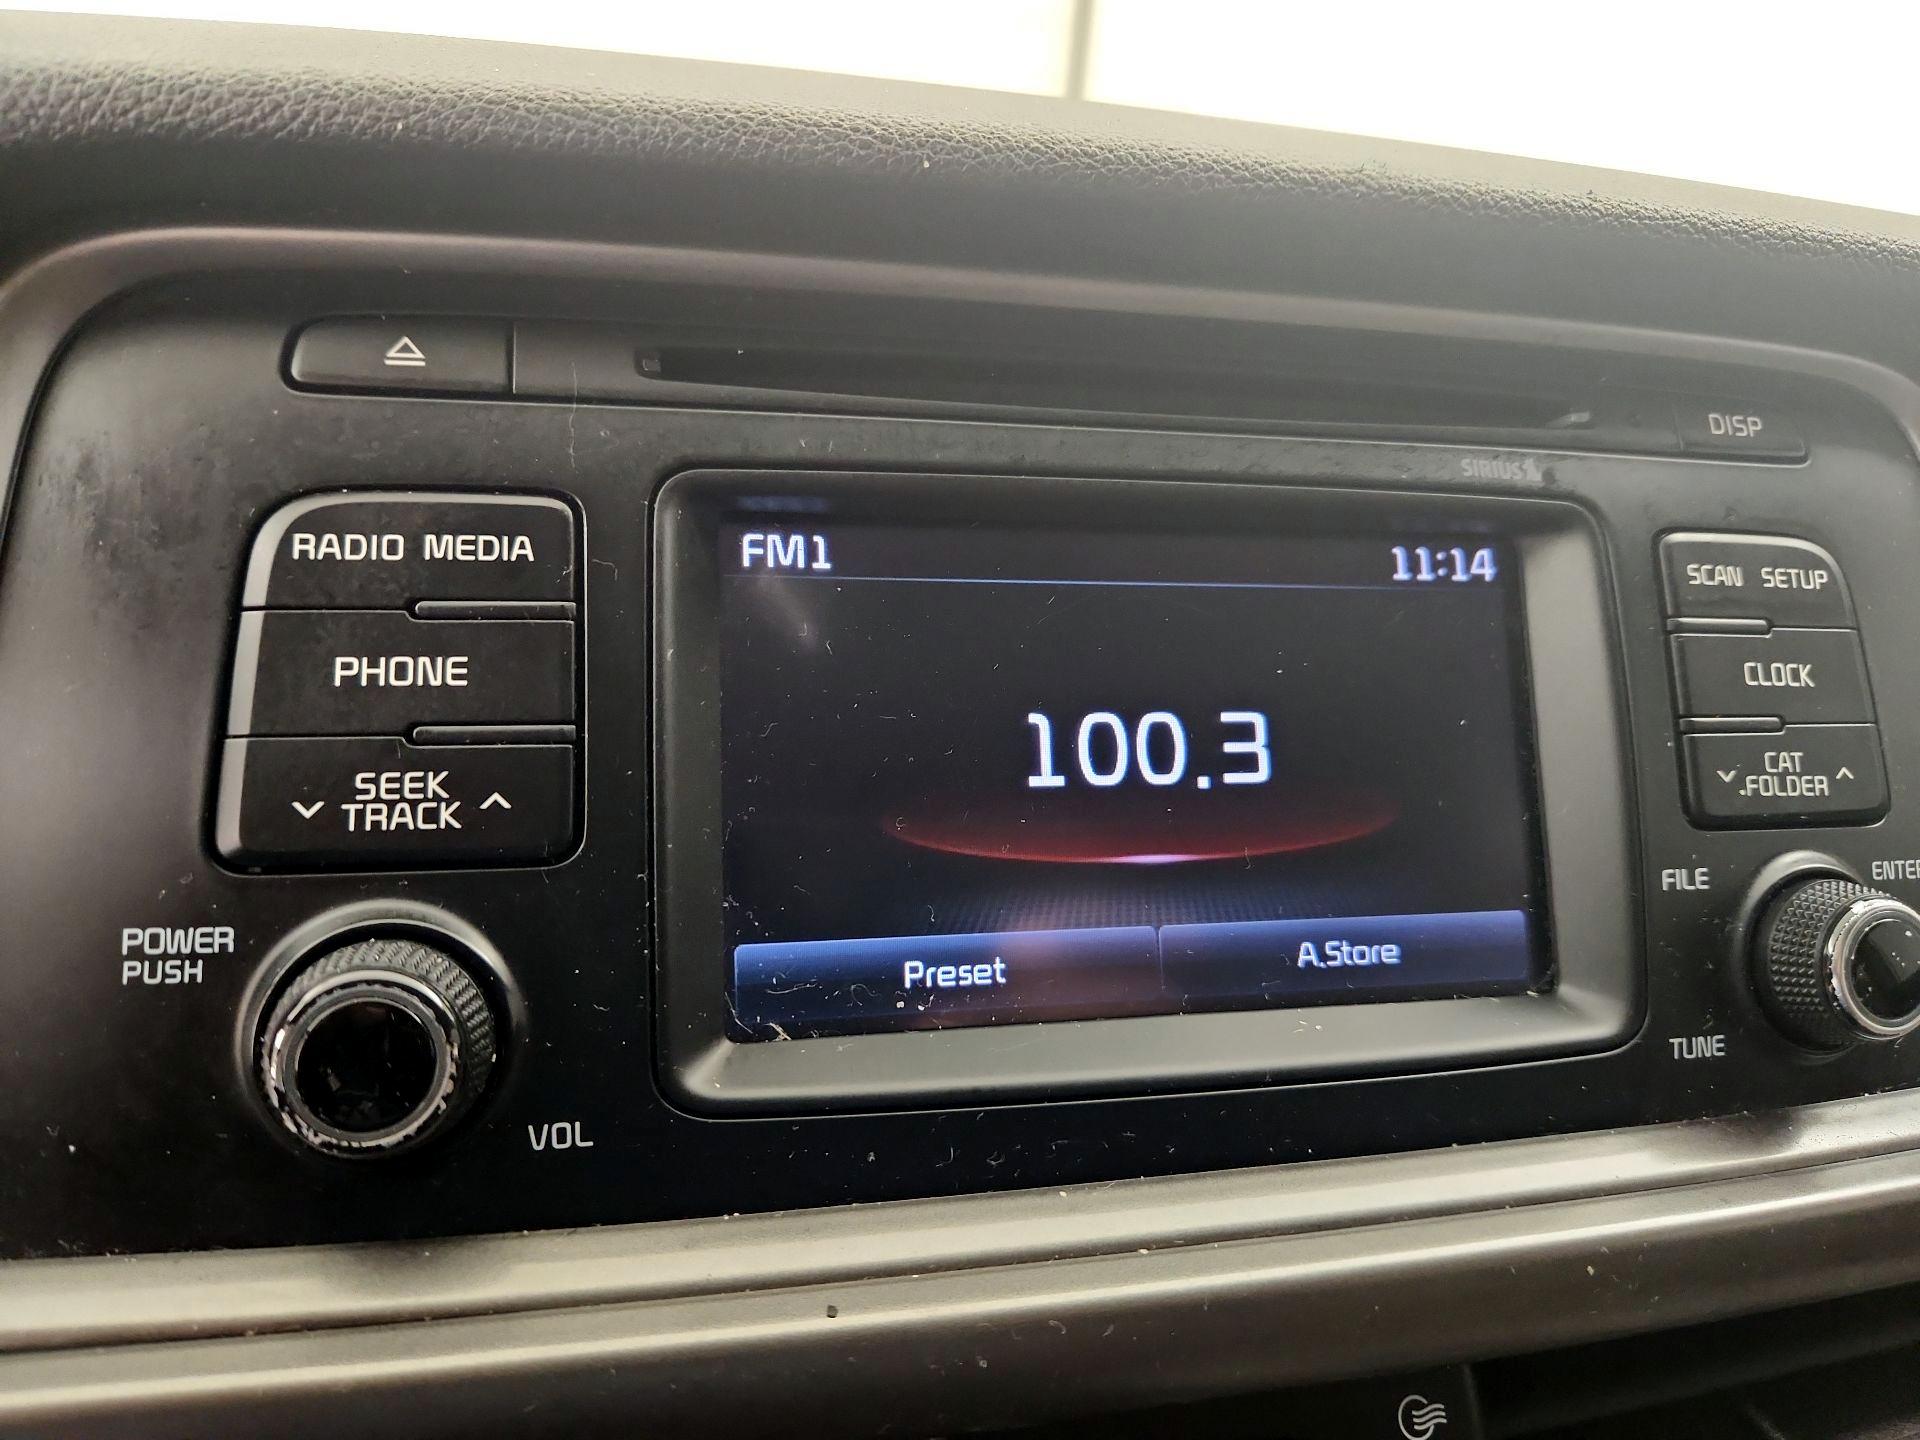 DISP
SIRIUS
RADIO MEDIA
FM1
11:14
SCAN SETUP
PHONE
CLOCK
100.3
SEEK
TRACK
CAT
FOLDER
FILE
ENTER
POWER
PUSH
Preset
A.Store
TUNE
VOL